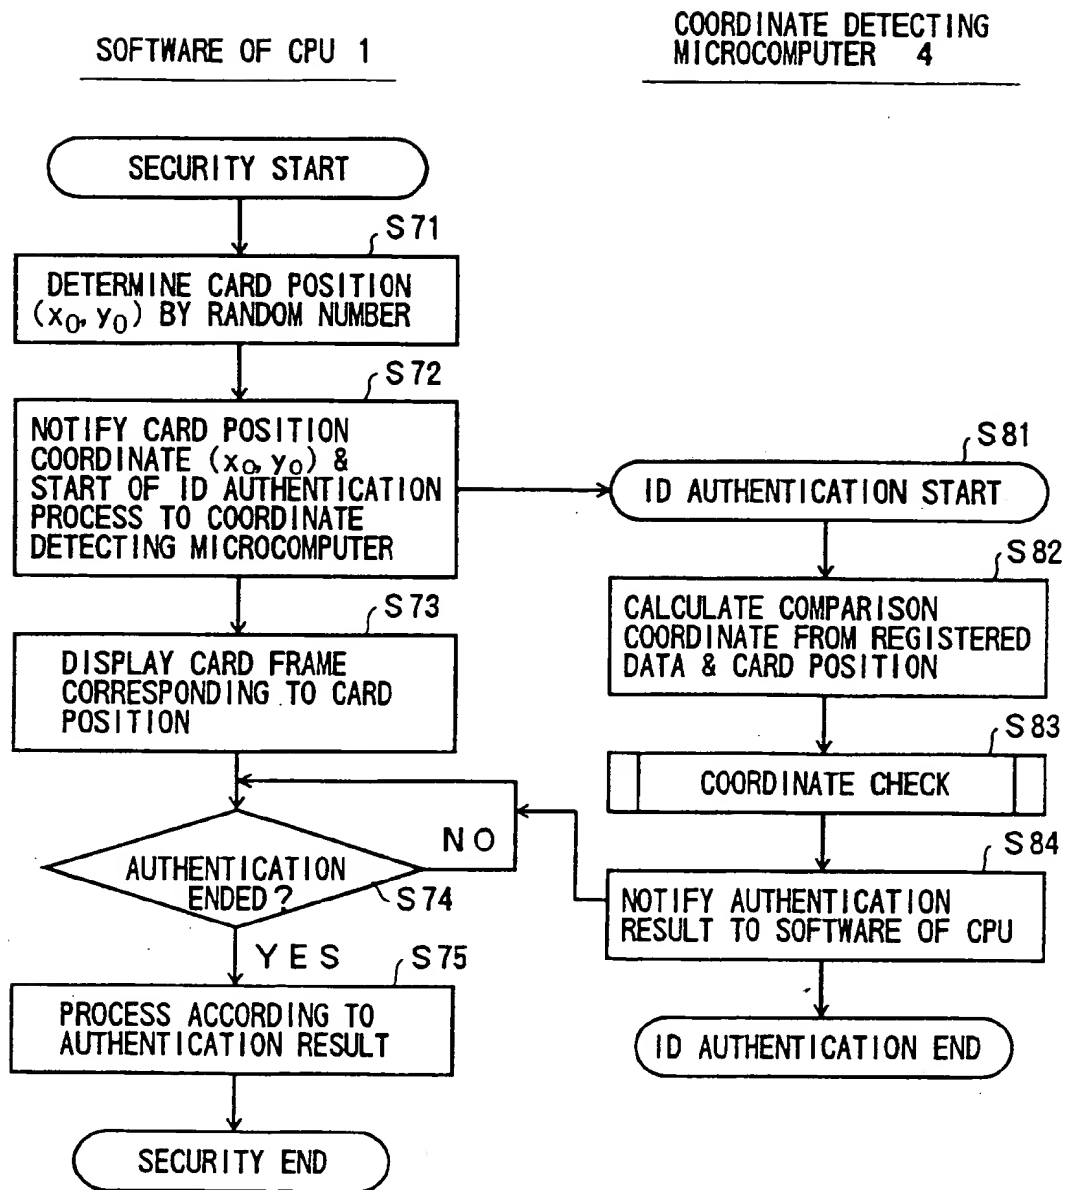 SOFTWARE OF CPU 1
COORDINATE DETECTING
MICROCOMPUTER 4
SECURITY START
S71
DETERMINE CARD POSITION
(x0, y0) BY RANDOM NUMBER
S72
NOTIFY CARD POSITION
COORDINATE (x0, y0) &
START OF ID AUTHENTICATION
PROCESS TO COORDINATE
DETECTING MICROCOMPUTER
S73
DISPLAY CARD FRAME
CORRESPONDING TO CARD
POSITION
NO
AUTHENTICATION
ENDED?
S74
YES
S75
PROCESS ACCORDING TO
AUTHENTICATION RESULT
SECURITY END
S81
ID AUTHENTICATION START
S82
CALCULATE COMPARISON
COORDINATE FROM REGISTERED
DATA & CARD POSITION
S83
COORDINATE CHECK
S84
NOTIFY AUTHENTICATION
RESULT TO SOFTWARE OF CPU
ID AUTHENTICATION END